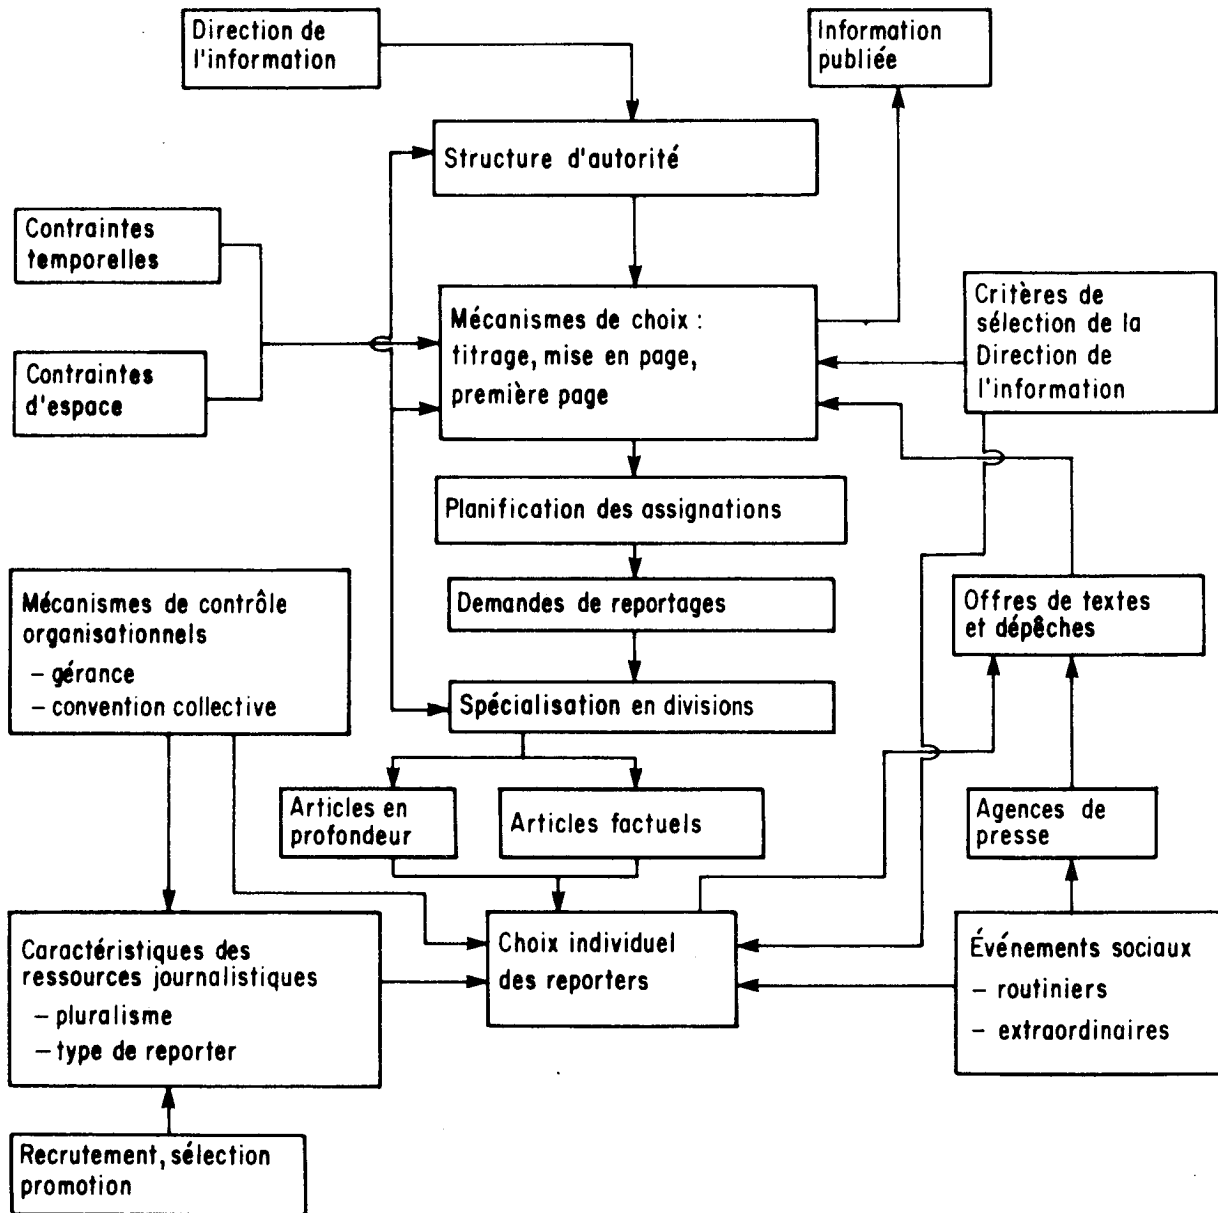 Direction de
l'information
Information
publiée
Structure d'autorité
Contraintes
temporelles
Mécanismes de choix :
titrage, mise en page,
première page
Critères de
sélection de la
Direction de
l'information
Contraintes
d'espace
Planification des assignations
Mécanismes de contrôle
organisationnels
– gérance
– convention collective
Demandes de reportages
Offres de textes
et dépêches
Spécialisation en divisions
Articles en
profondeur
Articles factuels
Agences de
presse
Caractéristiques des
ressources journalistiques
– pluralisme
– type de reporter
Choix individuel
des reporters
Événements sociaux
– routiniers
– extraordinaires
Recrutement, sélection
promotion